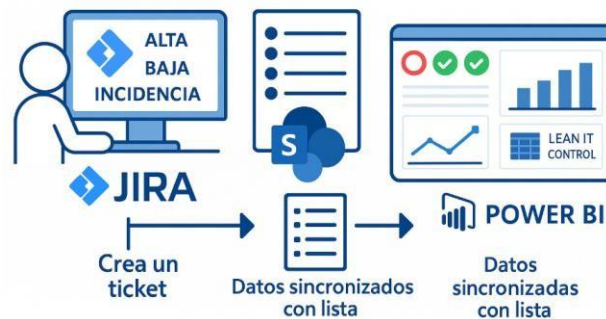 ALTA
BAJA
INCIDENCIA
S
LEAN IT
CONTROL
JIRA
POWER BI
Crea un
ticket
Datos sincronizados
con lista
Datos
sincronizadas
con lista